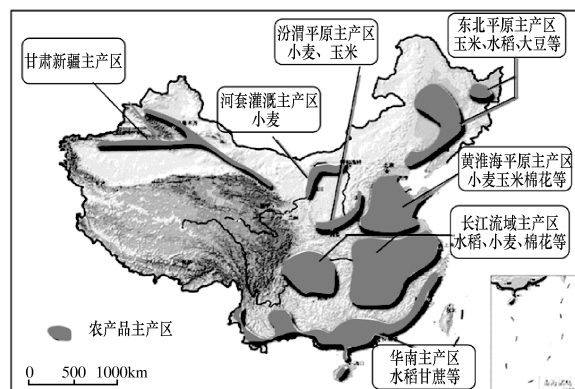 汾渭平原主产区
小麦、玉米
东北平原主产区
玉米、水稻、大豆等
甘肃新疆主产区
河套灌溉主产区
小麦
黄淮海平原主产区
小麦玉米棉花等
长江流域主产区
水稻、小麦、棉花等
农产品主产区
华南主产区
水稻甘蔗等
0 500 1000km